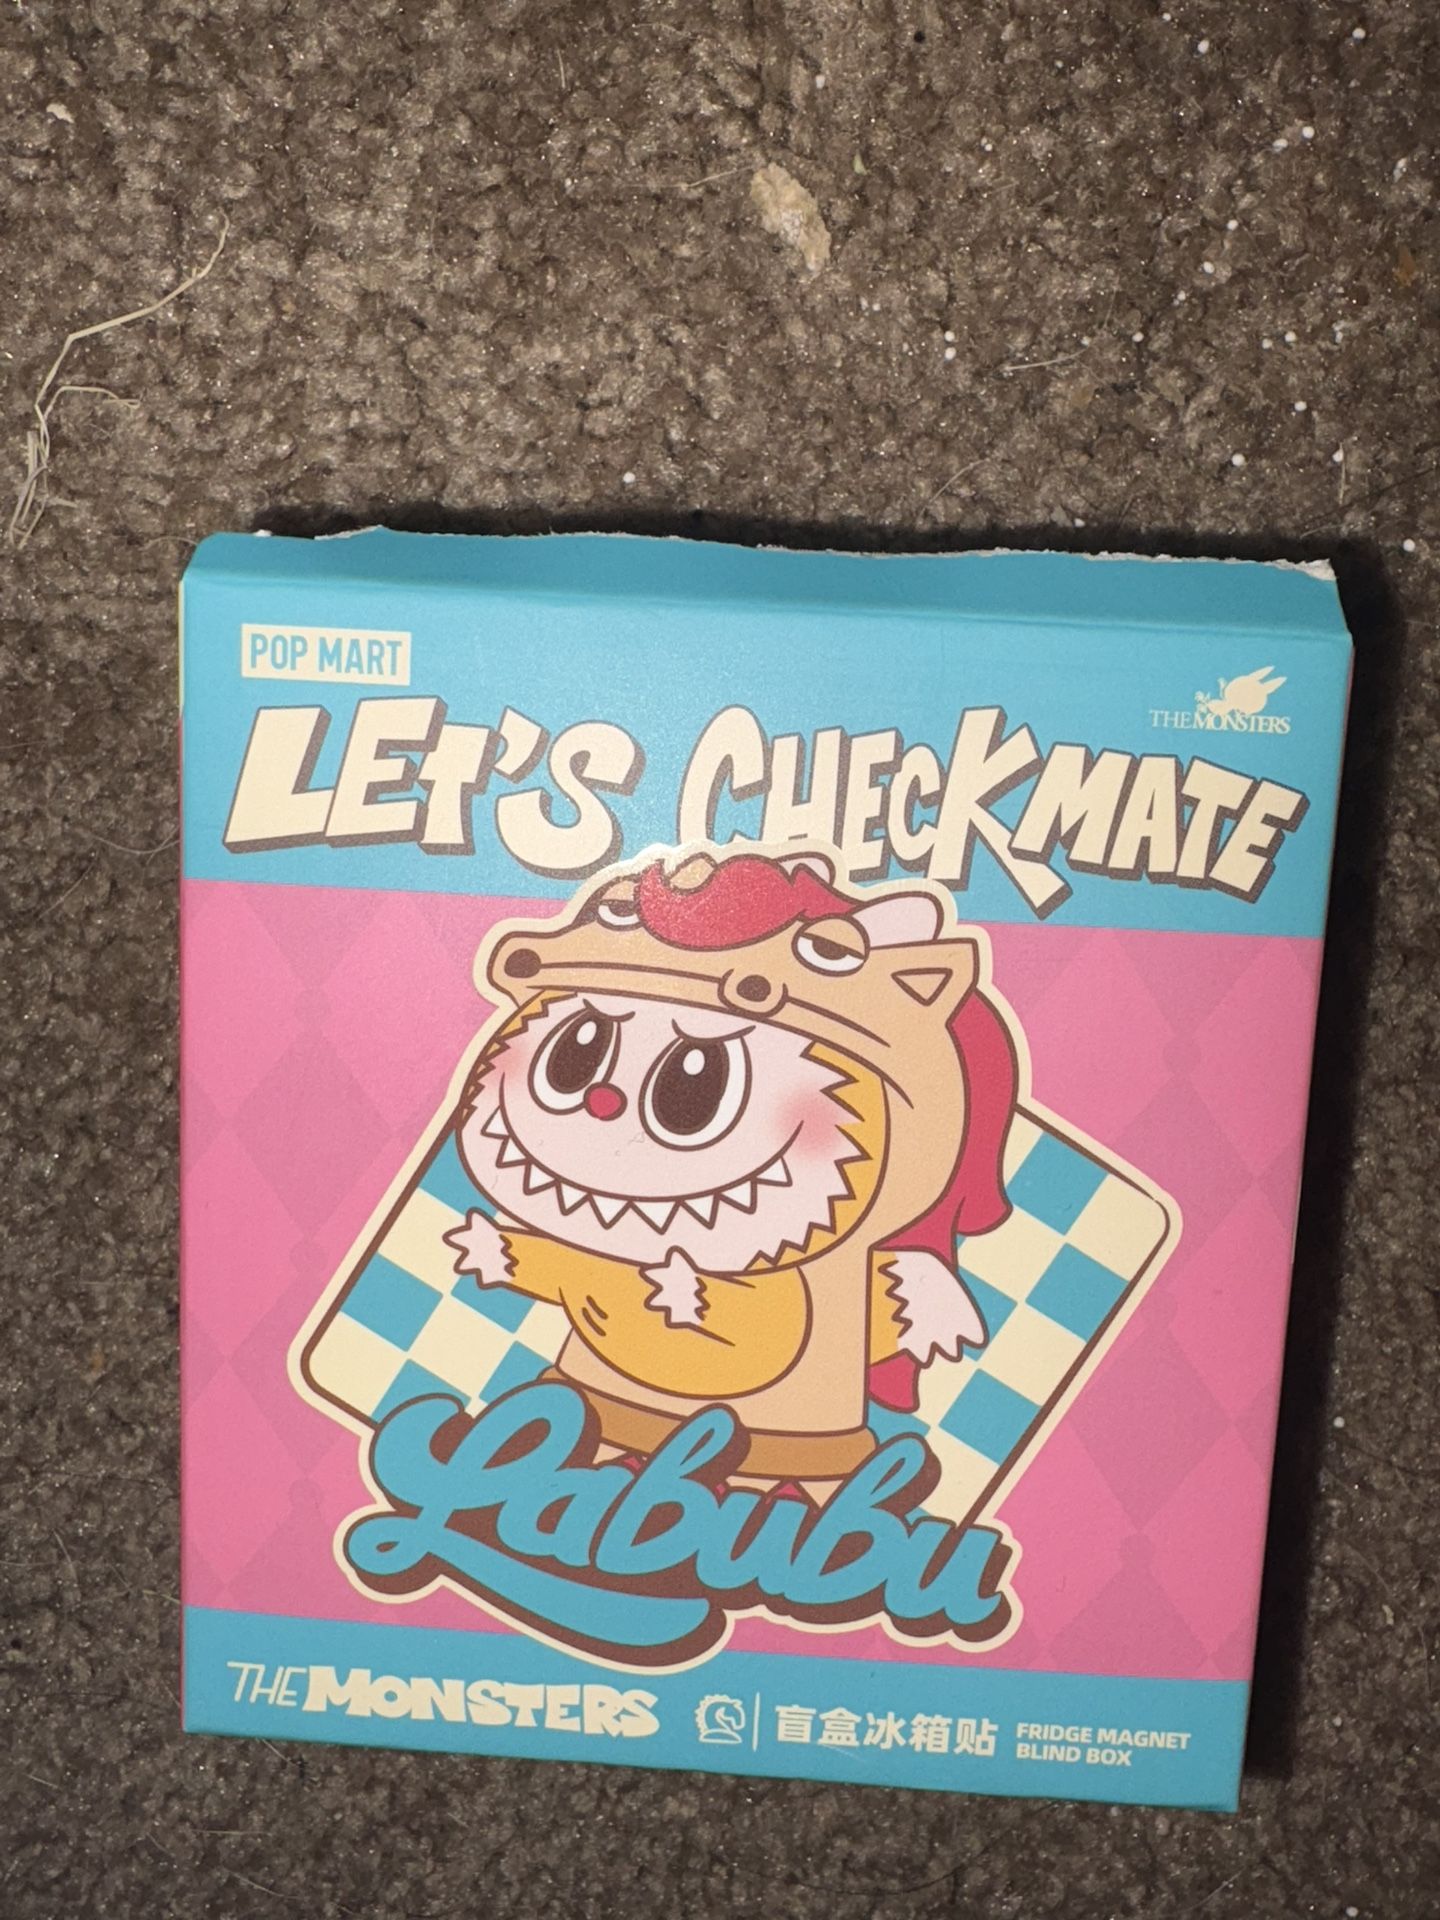 POP MART
THE MONSTERS
LET'S CHECKMATE
Labubu
THE MONSTERS
盲盒冰箱贴
FRIDGE MAGNET
BLIND BOX